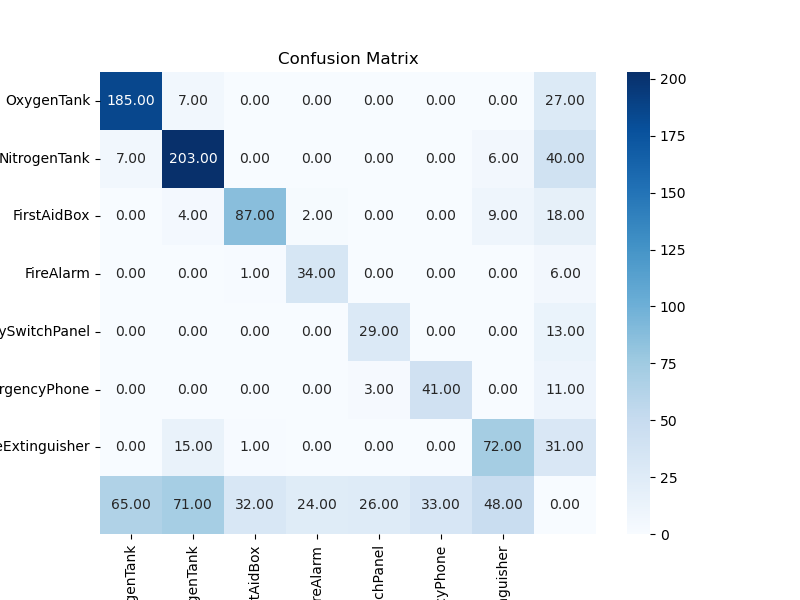 Confusion Matrix
OxygenTank 185.00 7.00 0.00 0.00 0.00 0.00 0.00 27.00
NitrogenTank 7.00 203.00 0.00 0.00 0.00 0.00 6.00 40.00
FirstAidBox 0.00 4.00 87.00 2.00 0.00 0.00 9.00 18.00
FireAlarm 0.00 0.00 1.00 34.00 0.00 0.00 0.00 6.00
ySwitchPanel 0.00 0.00 0.00 0.00 29.00 0.00 0.00 13.00
rgencyPhone 0.00 0.00 0.00 0.00 3.00 41.00 0.00 11.00
eExtinguisher 0.00 15.00 1.00 0.00 0.00 0.00 72.00 31.00
65.00 71.00 32.00 24.00 26.00 33.00 48.00 0.00
genTank
genTank
tAidBox
reAlarm
chPanel
yPhone
nguisher
200
175
150
125
100
75
50
25
0